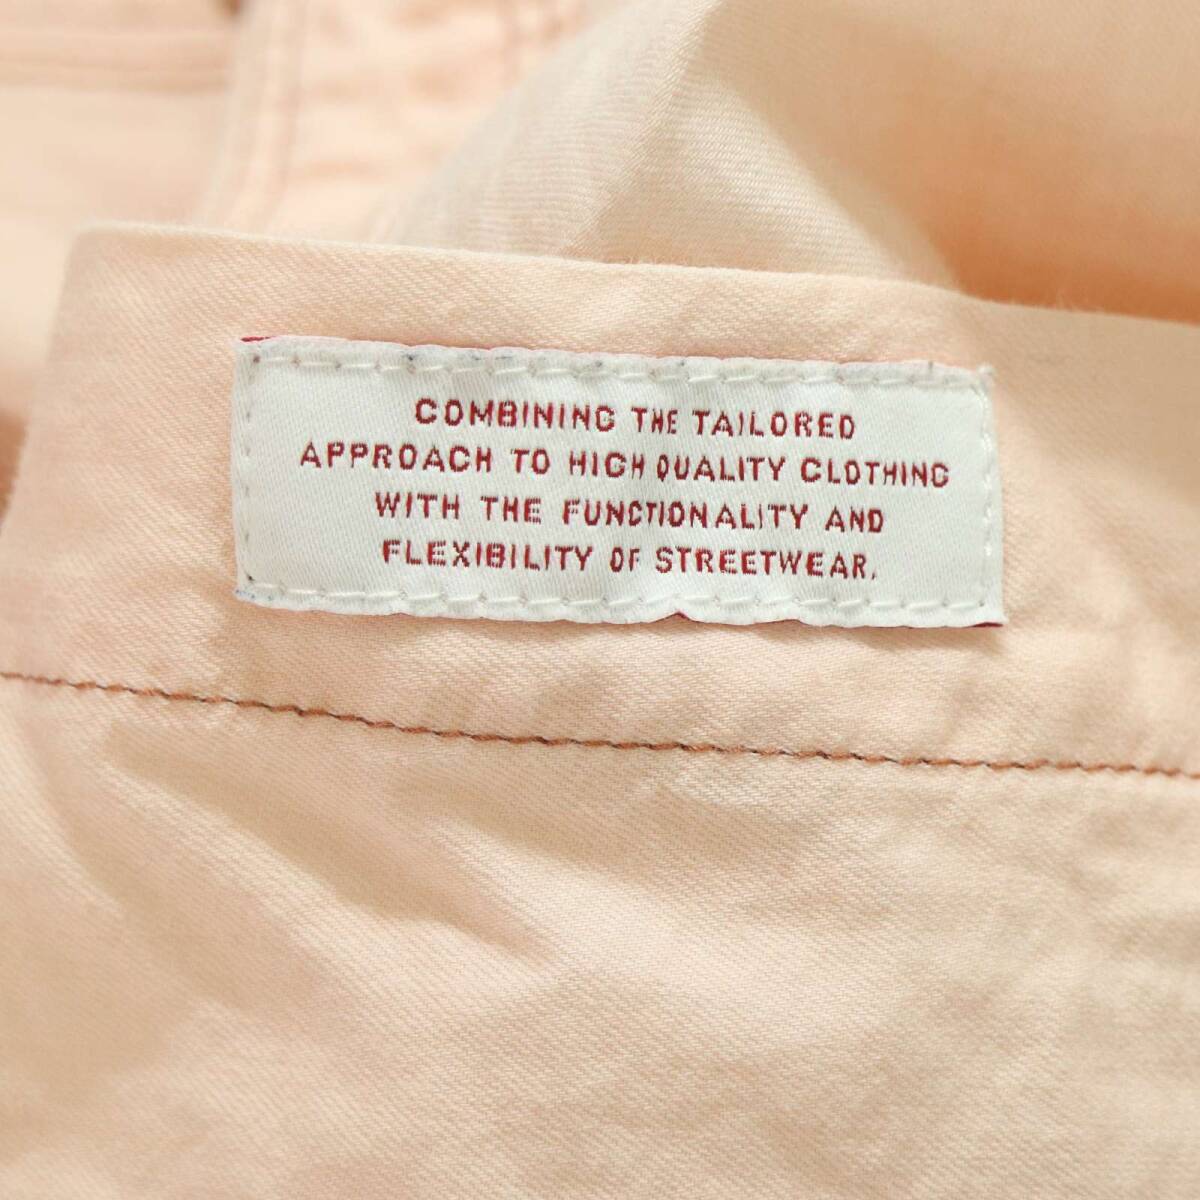 COMBINING THE TAILORED
APPROACH TO HIGH QUALITY CLOTHING
WITH THE FUNCTIONALITY AND
FLEXIBILITY OF STREETWEAR.